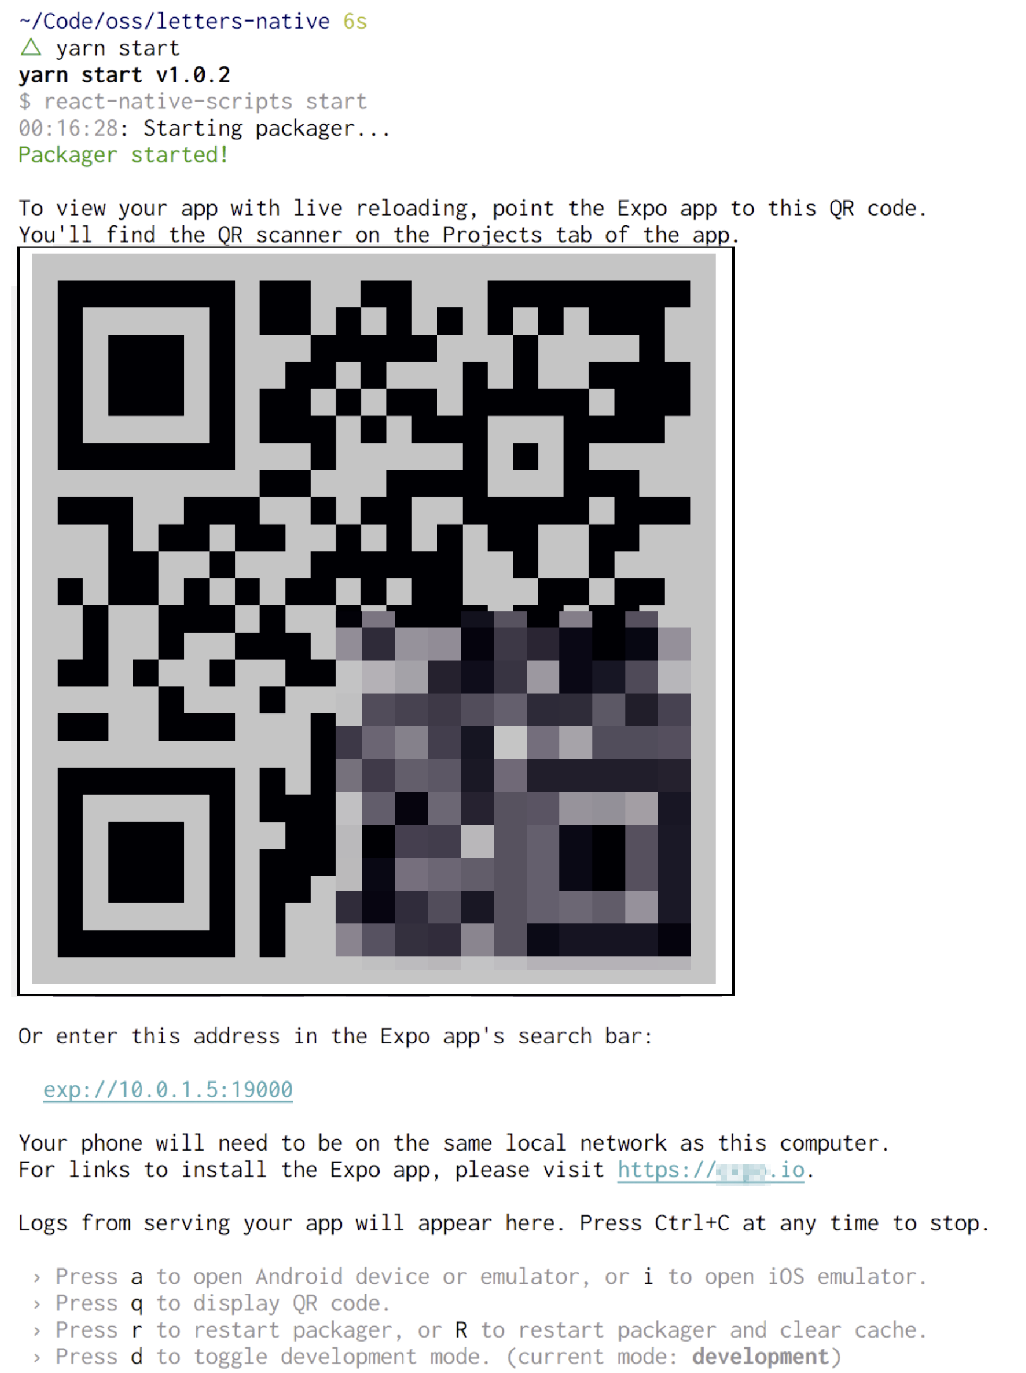 ~/Code/oss/letters-native 6s
△ yarn start
yarn start v1.0.2
$ react-native-scripts start
00:16:28: Starting packager...
Packager started!
To view your app with live reloading, point the Expo app to this QR code.
You'll find the QR scanner on the Projects tab of the app.
Or enter this address in the Expo app's search bar:
exp://10.0.1.5:19000
Your phone will need to be on the same local network as this computer.
For links to install the Expo app, please visit https://.io.
Logs from serving your app will appear here. Press Ctrl+C at any time to stop.
› Press a to open Android device or emulator, or i to open iOS emulator.
› Press q to display QR code.
› Press r to restart packager, or R to restart packager and clear cache.
› Press d to toggle development mode. (current mode: development)